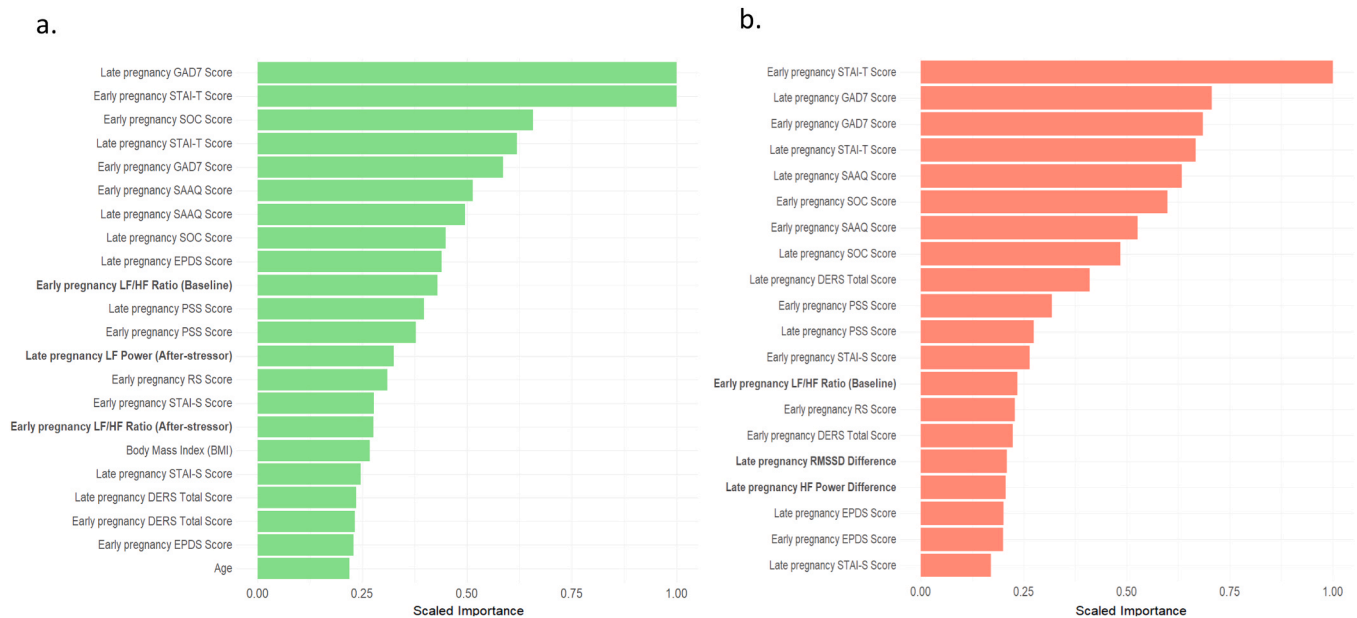 a.
Late pregnancy GAD7 Score
Early pregnancy STAI-T Score
Early pregnancy SOC Score
Late pregnancy STAI-T Score
Early pregnancy GAD7 Score
Early pregnancy SAAQ Score
Late pregnancy SAAQ Score
Late pregnancy SOC Score
Late pregnancy EPDS Score
Early pregnancy LF/HF Ratio (Baseline)
Late pregnancy PSS Score
Early pregnancy PSS Score
Late pregnancy LF Power (After-stressor)
Early pregnancy RS Score
Early pregnancy STAI-S Score
Early pregnancy LF/HF Ratio (After-stressor)
Body Mass Index (BMI)
Late pregnancy STAI-S Score
Late pregnancy DERS Total Score
Early pregnancy DERS Total Score
Early pregnancy EPDS Score
Age
0.00 0.25 0.50 0.75 1.00
Scaled Importance
b.
Early pregnancy STAI-T Score
Late pregnancy GAD7 Score
Early pregnancy GAD7 Score
Late pregnancy STAI-T Score
Late pregnancy SAAQ Score
Early pregnancy SOC Score
Early pregnancy SAAQ Score
Late pregnancy SOC Score
Late pregnancy DERS Total Score
Early pregnancy PSS Score
Late pregnancy PSS Score
Early pregnancy STAI-S Score
Early pregnancy LF/HF Ratio (Baseline)
Early pregnancy RS Score
Early pregnancy DERS Total Score
Late pregnancy RMSSD Difference
Late pregnancy HF Power Difference
Late pregnancy EPDS Score
Early pregnancy EPDS Score
Late pregnancy STAI-S Score
0.00 0.25 0.50 0.75 1.00
Scaled Importance